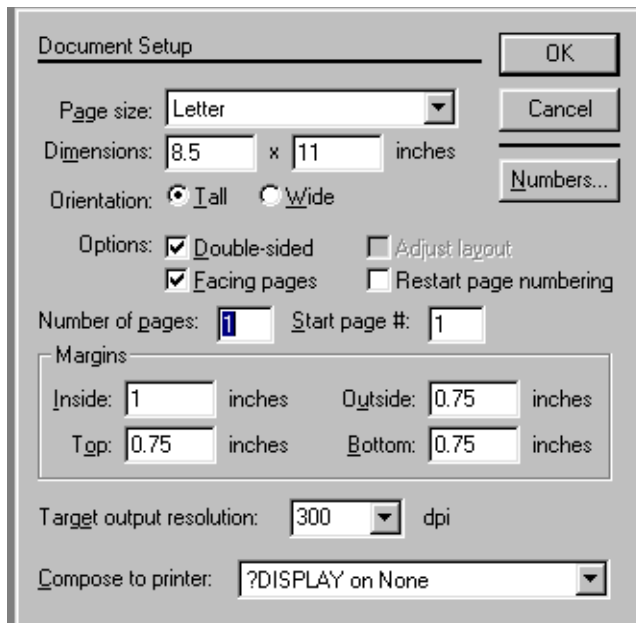 Document Setup
OK
Page size: Letter
Cancel
Dimensions: 8.5 x 11 inches
Numbers...
Orientation: Tall Wide
Options: Double-sided Adjust layout
Facing pages Restart page numbering
Number of pages: 1 Start page #: 1
Margins
Inside: 1 inches Outside: 0.75 inches
Top: 0.75 inches Bottom: 0.75 inches
Target output resolution: 300 dpi
Compose to printer: ?DISPLAY on None